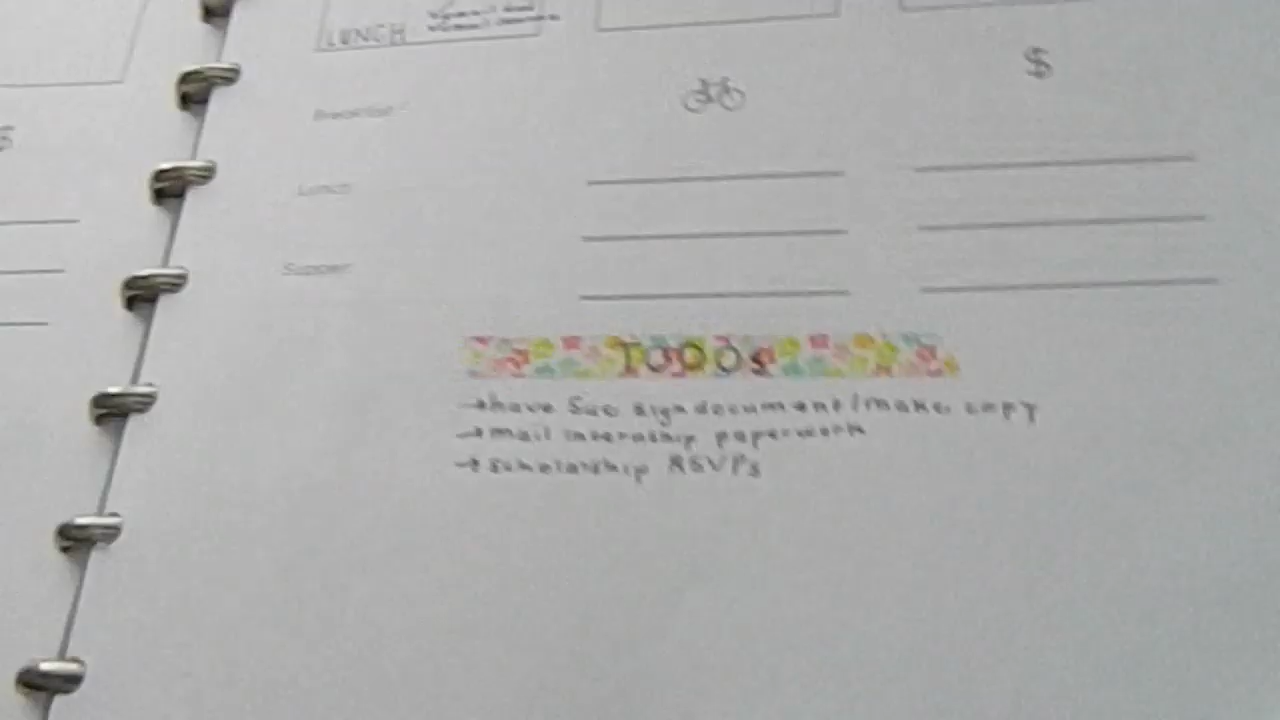 LUNCH
$
Breakfast
Lunch
Supper
TODOs
→have Sue sign document/make copy
→mail internship paperwork
→scholarship RSVPs